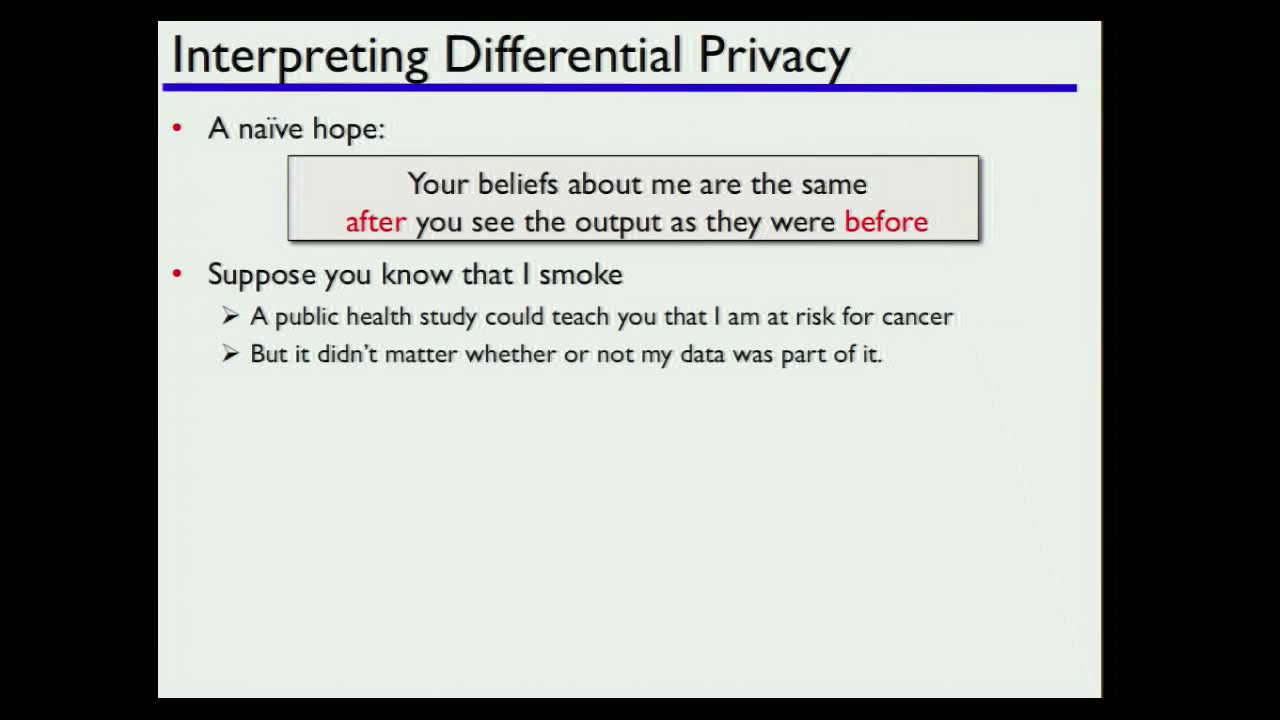 Interpreting Differential Privacy
• A naïve hope:
Your beliefs about me are the same
after you see the output as they were before
• Suppose you know that I smoke
➢ A public health study could teach you that I am at risk for cancer
➢ But it didn't matter whether or not my data was part of it.